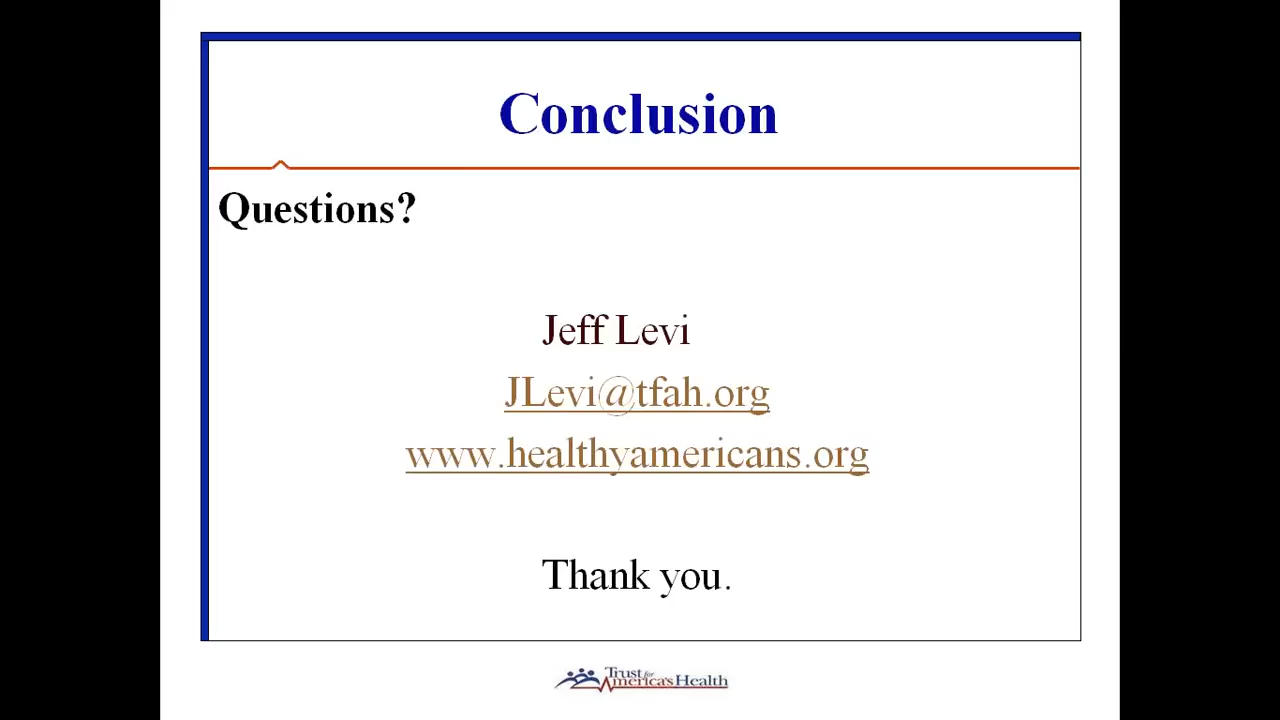 Conclusion
Questions?
Jeff Levi
JLevi@tfah.org
www.healthyamericans.org
Thank you.
Trust for
America's Health